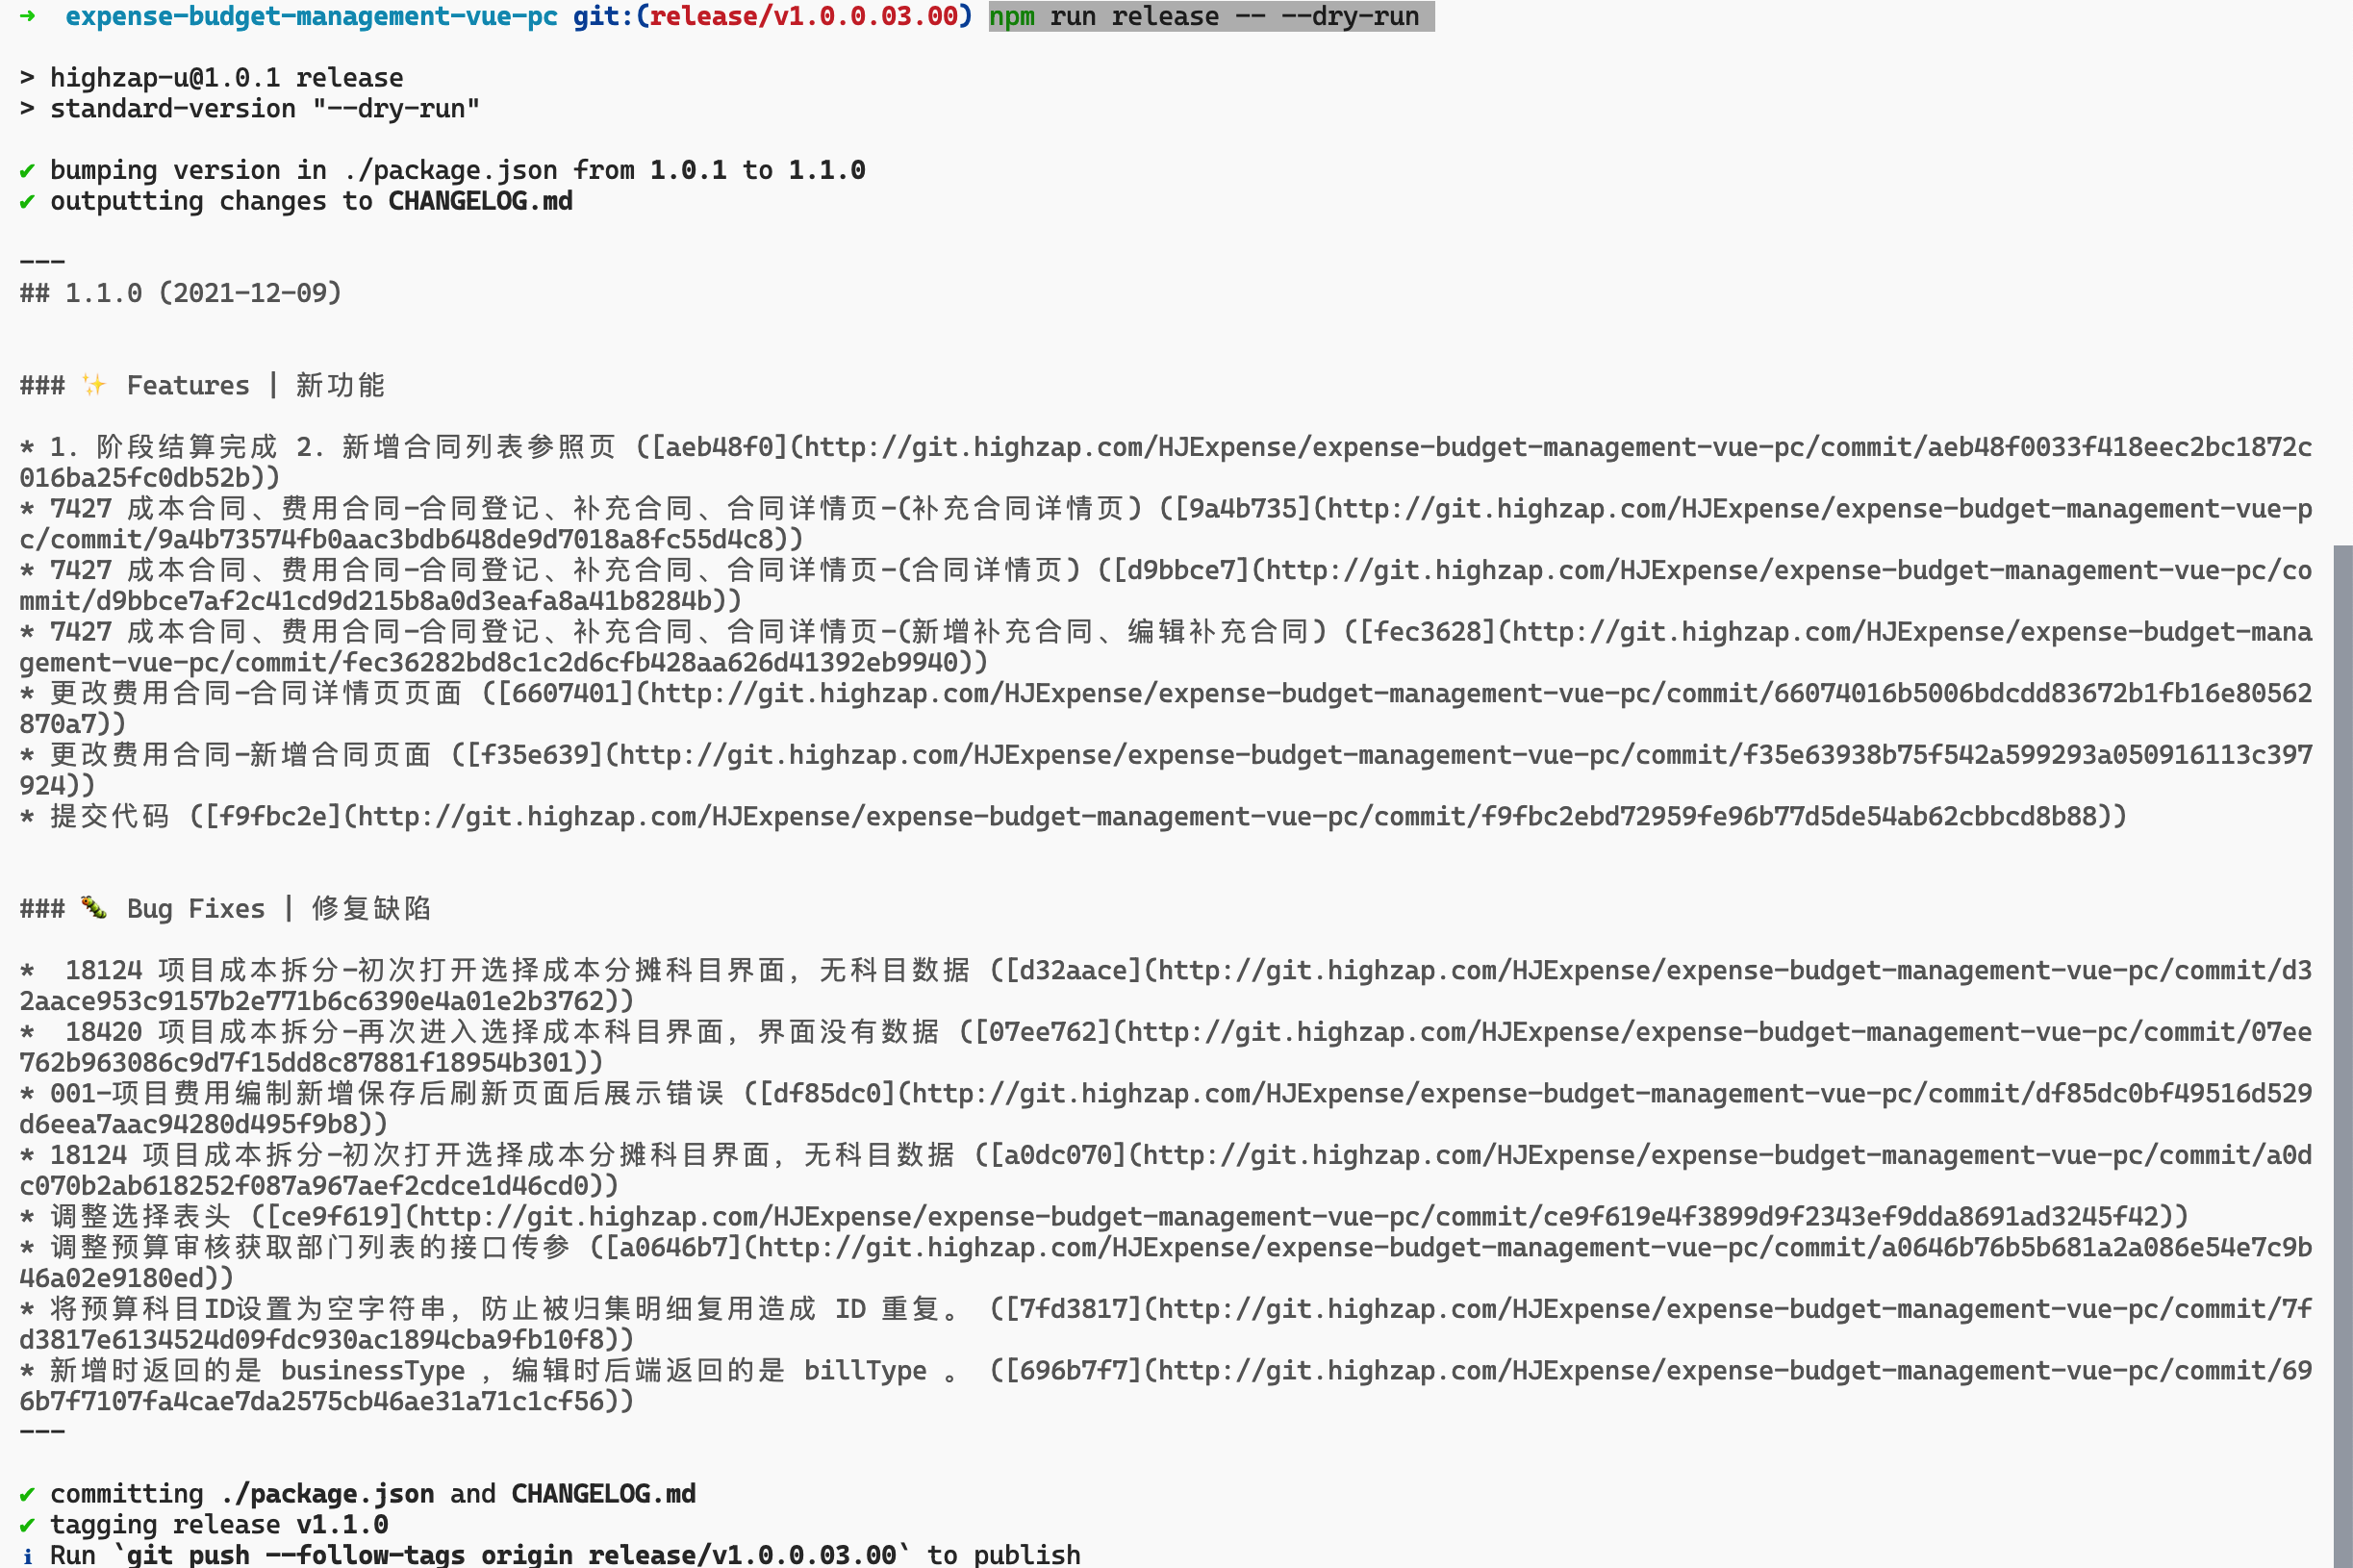 ➜  expense-budget-management-vue-pc git:(release/v1.0.0.03.00) npm run release -- --dry-run
> highzap-u@1.0.1 release
> standard-version "--dry-run"
✔ bumping version in ./package.json from 1.0.1 to 1.1.0
✔ outputting changes to CHANGELOG.md
---
## 1.1.0 (2021-12-09)
### ✨ Features | 新功能
* 1. 阶段结算完成 2. 新增合同列表参照页 ([aeb48f0](http://git.highzap.com/HJExpense/expense-budget-management-vue-pc/commit/aeb48f0033f418eec2bc1872c
016ba25fc0db52b))
* 7427 成本合同、费用合同-合同登记、补充合同、合同详情页-(补充合同详情页) ([9a4b735](http://git.highzap.com/HJExpense/expense-budget-management-vue-p
c/commit/9a4b73574fb0aac3bdb648de9d7018a8fc55d4c8))
* 7427 成本合同、费用合同-合同登记、补充合同、合同详情页-(合同详情页) ([d9bbce7](http://git.highzap.com/HJExpense/expense-budget-management-vue-pc/co
mmit/d9bbce7af2c41cd9d215b8a0d3eafa8a41b8284b))
* 7427 成本合同、费用合同-合同登记、补充合同、合同详情页-(新增补充合同、编辑补充合同) ([fec3628](http://git.highzap.com/HJExpense/expense-budget-mana
gement-vue-pc/commit/fec36282bd8c1c2d6cfb428aa626d41392eb9940))
* 更改费用合同-合同详情页页面 ([6607401](http://git.highzap.com/HJExpense/expense-budget-management-vue-pc/commit/66074016b5006bdcdd83672b1fb16e80562
870a7))
* 更改费用合同-新增合同页面 ([f35e639](http://git.highzap.com/HJExpense/expense-budget-management-vue-pc/commit/f35e63938b75f542a599293a050916113c397
924))
* 提交代码 ([f9fbc2e](http://git.highzap.com/HJExpense/expense-budget-management-vue-pc/commit/f9fbc2ebd72959fe96b77d5de54ab62cbbcd8b88))
### 🐛 Bug Fixes | 修复缺陷
*  18124 项目成本拆分-初次打开选择成本分摊科目界面，无科目数据 ([d32aace](http://git.highzap.com/HJExpense/expense-budget-management-vue-pc/commit/d3
2aace953c9157b2e771b6c6390e4a01e2b3762))
*  18420 项目成本拆分-再次进入选择成本科目界面，界面没有数据 ([07ee762](http://git.highzap.com/HJExpense/expense-budget-management-vue-pc/commit/07ee
762b963086c9d7f15dd8c87881f18954b301))
* 001-项目费用编制新增保存后刷新页面后展示错误 ([df85dc0](http://git.highzap.com/HJExpense/expense-budget-management-vue-pc/commit/df85dc0bf49516d529
d6eea7aac94280d495f9b8))
* 18124 项目成本拆分-初次打开选择成本分摊科目界面，无科目数据 ([a0dc070](http://git.highzap.com/HJExpense/expense-budget-management-vue-pc/commit/a0d
c070b2ab618252f087a967aef2cdce1d46cd0))
* 调整选择表头 ([ce9f619](http://git.highzap.com/HJExpense/expense-budget-management-vue-pc/commit/ce9f619e4f3899d9f2343ef9dda8691ad3245f42))
* 调整预算审核获取部门列表的接口传参 ([a0646b7](http://git.highzap.com/HJExpense/expense-budget-management-vue-pc/commit/a0646b76b5b681a2a086e54e7c9b
46a02e9180ed))
* 将预算科目ID设置为空字符串，防止被归集明细复用造成 ID 重复。 ([7fd3817](http://git.highzap.com/HJExpense/expense-budget-management-vue-pc/commit/7f
d3817e6134524d09fdc930ac1894cba9fb10f8))
* 新增时返回的是 businessType ，编辑时后端返回的是 billType 。 ([696b7f7](http://git.highzap.com/HJExpense/expense-budget-management-vue-pc/commit/69
6b7f7107fa4cae7da2575cb46ae31a71c1cf56))
---
✔ committing ./package.json and CHANGELOG.md
✔ tagging release v1.1.0
ℹ Run `git push --follow-tags origin release/v1.0.0.03.00` to publish